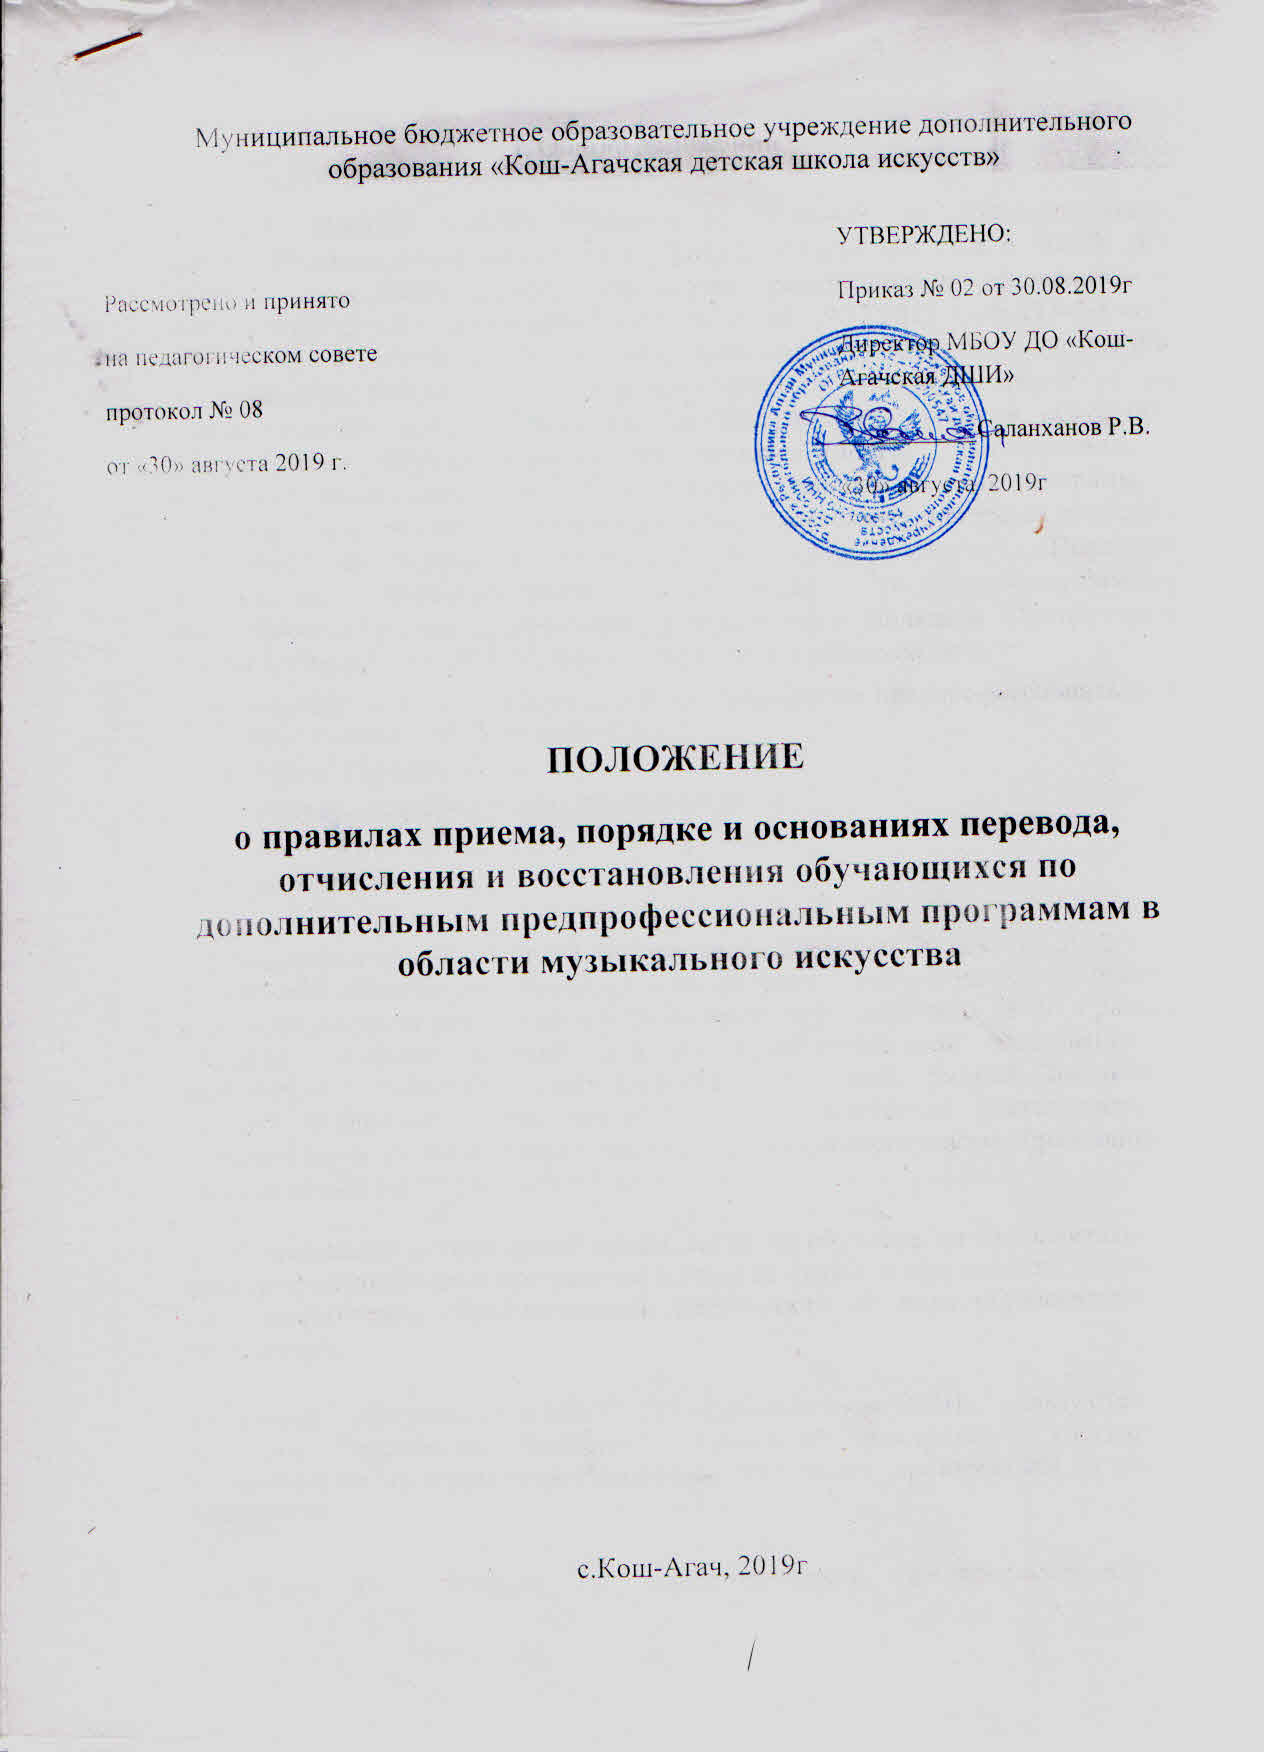 Муниципальное бюджетное образовательное учреждение дополнительного
образования «Кош-Агачская детская школа искусств»
Рассмотрено и принято
на педагогическом совете
протокол № 08
от «30» августа 2019 г.
УТВЕРЖДЕНО:
Приказ № 02 от 30.08.2019г
Директор МБОУ ДО «Кош-
Агачская ДШИ»
Саланханов Р.В.
«30» августа 2019г
ПОЛОЖЕНИЕ
о правилах приема, порядке и основаниях перевода,
отчисления и восстановления обучающихся по
дополнительным предпрофессиональным программам в
области музыкального искусства
с.Кош-Агач, 2019г